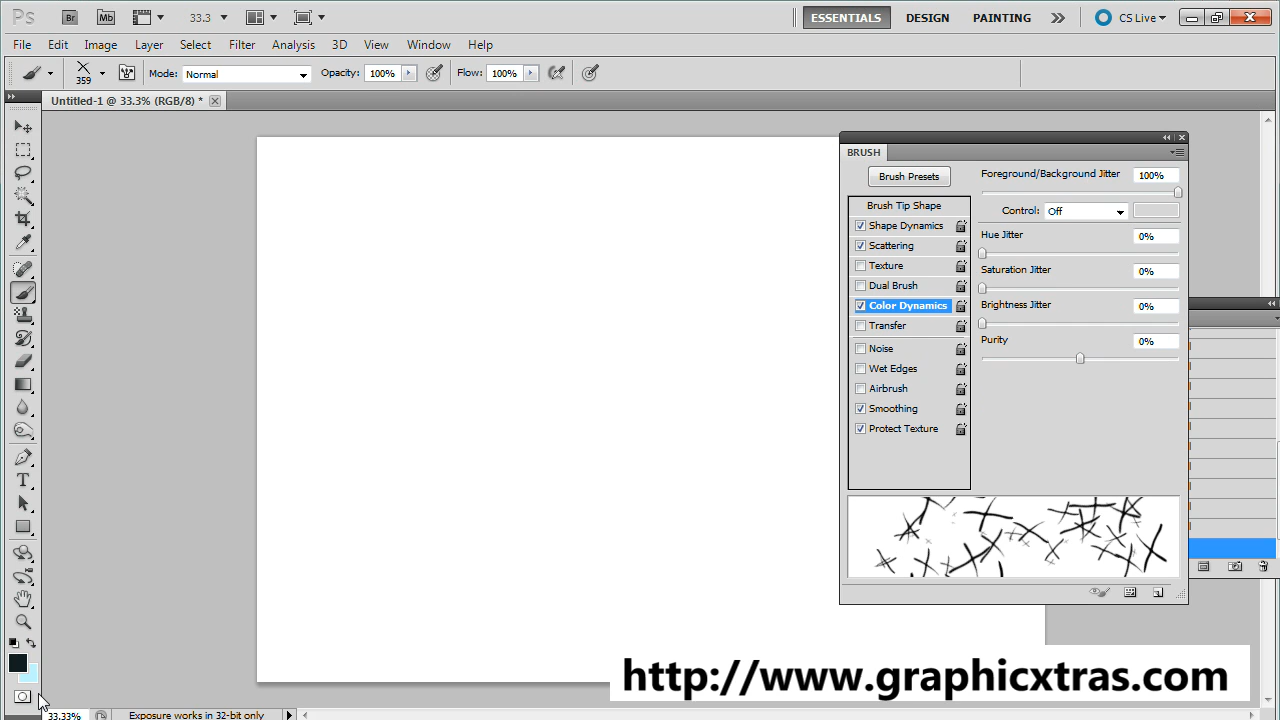 Ps Br Mb 33.3 ESSENTIALS DESIGN PAINTING CS Live
File Edit Image Layer Select Filter Analysis 3D View Window Help
359 Mode: Normal Opacity: 100% Flow: 100%
Untitled-1 @ 33.3% (RGB/8) *
BRUSH
Brush Presets
Foreground/Background Jitter 100%
Brush Tip Shape
Control: Off
Shape Dynamics
Hue Jitter 0%
Scattering
Texture
Saturation Jitter 0%
Dual Brush
Color Dynamics
Brightness Jitter 0%
Transfer
Purity 0%
Noise
Wet Edges
Airbrush
Smoothing
Protect Texture
T
http://www.graphicxtras.com
33.33% Exposure works in 32-bit only